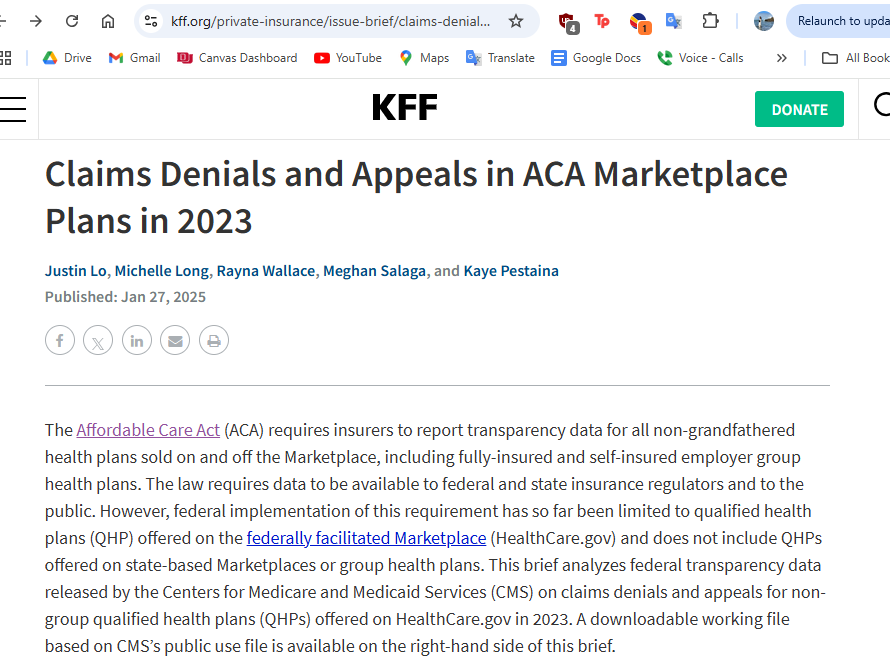 kff.org/private-insurance/issue-brief/claims-denial...
4
Tp
1
Relaunch to upda
Drive
Gmail
Canvas Dashboard
YouTube
Maps
Translate
Google Docs
Voice - Calls
»
All Book
KFF
DONATE
Claims Denials and Appeals in ACA Marketplace
Plans in 2023
Justin Lo, Michelle Long, Rayna Wallace, Meghan Salaga, and Kaye Pestaina
Published: Jan 27, 2025
The Affordable Care Act (ACA) requires insurers to report transparency data for all non-grandfathered
health plans sold on and off the Marketplace, including fully-insured and self-insured employer group
health plans. The law requires data to be available to federal and state insurance regulators and to the
public. However, federal implementation of this requirement has so far been limited to qualified health
plans (QHP) offered on the federally facilitated Marketplace (HealthCare.gov) and does not include QHPs
offered on state-based Marketplaces or group health plans. This brief analyzes federal transparency data
released by the Centers for Medicare and Medicaid Services (CMS) on claims denials and appeals for non-
group qualified health plans (QHPs) offered on HealthCare.gov in 2023. A downloadable working file
based on CMS’s public use file is available on the right-hand side of this brief.